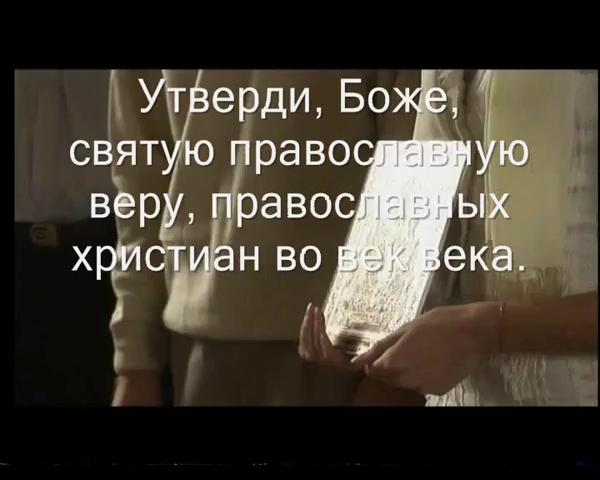 Утверди, Боже,
святую православную
веру, православных
христиан во век века.